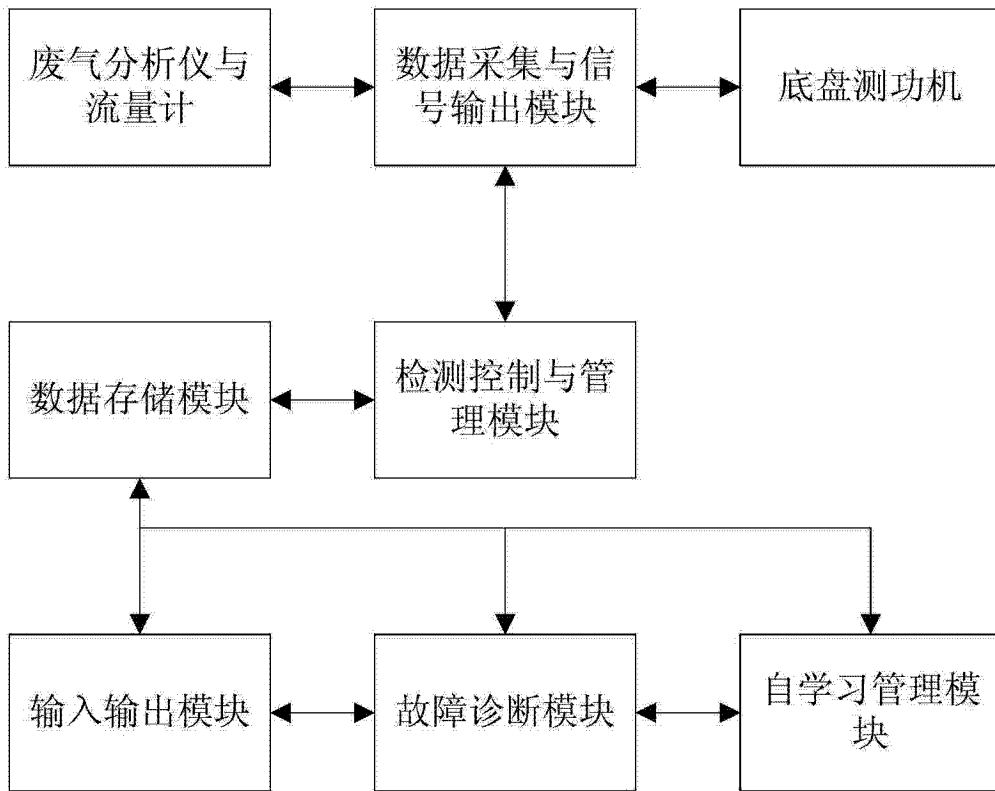 废气分析仪与
流量计
数据采集与信
号输出模块
底盘测功机
数据存储模块
检测控制与管
理模块
输入输出模块
故障诊断模块
自学习管理模
块